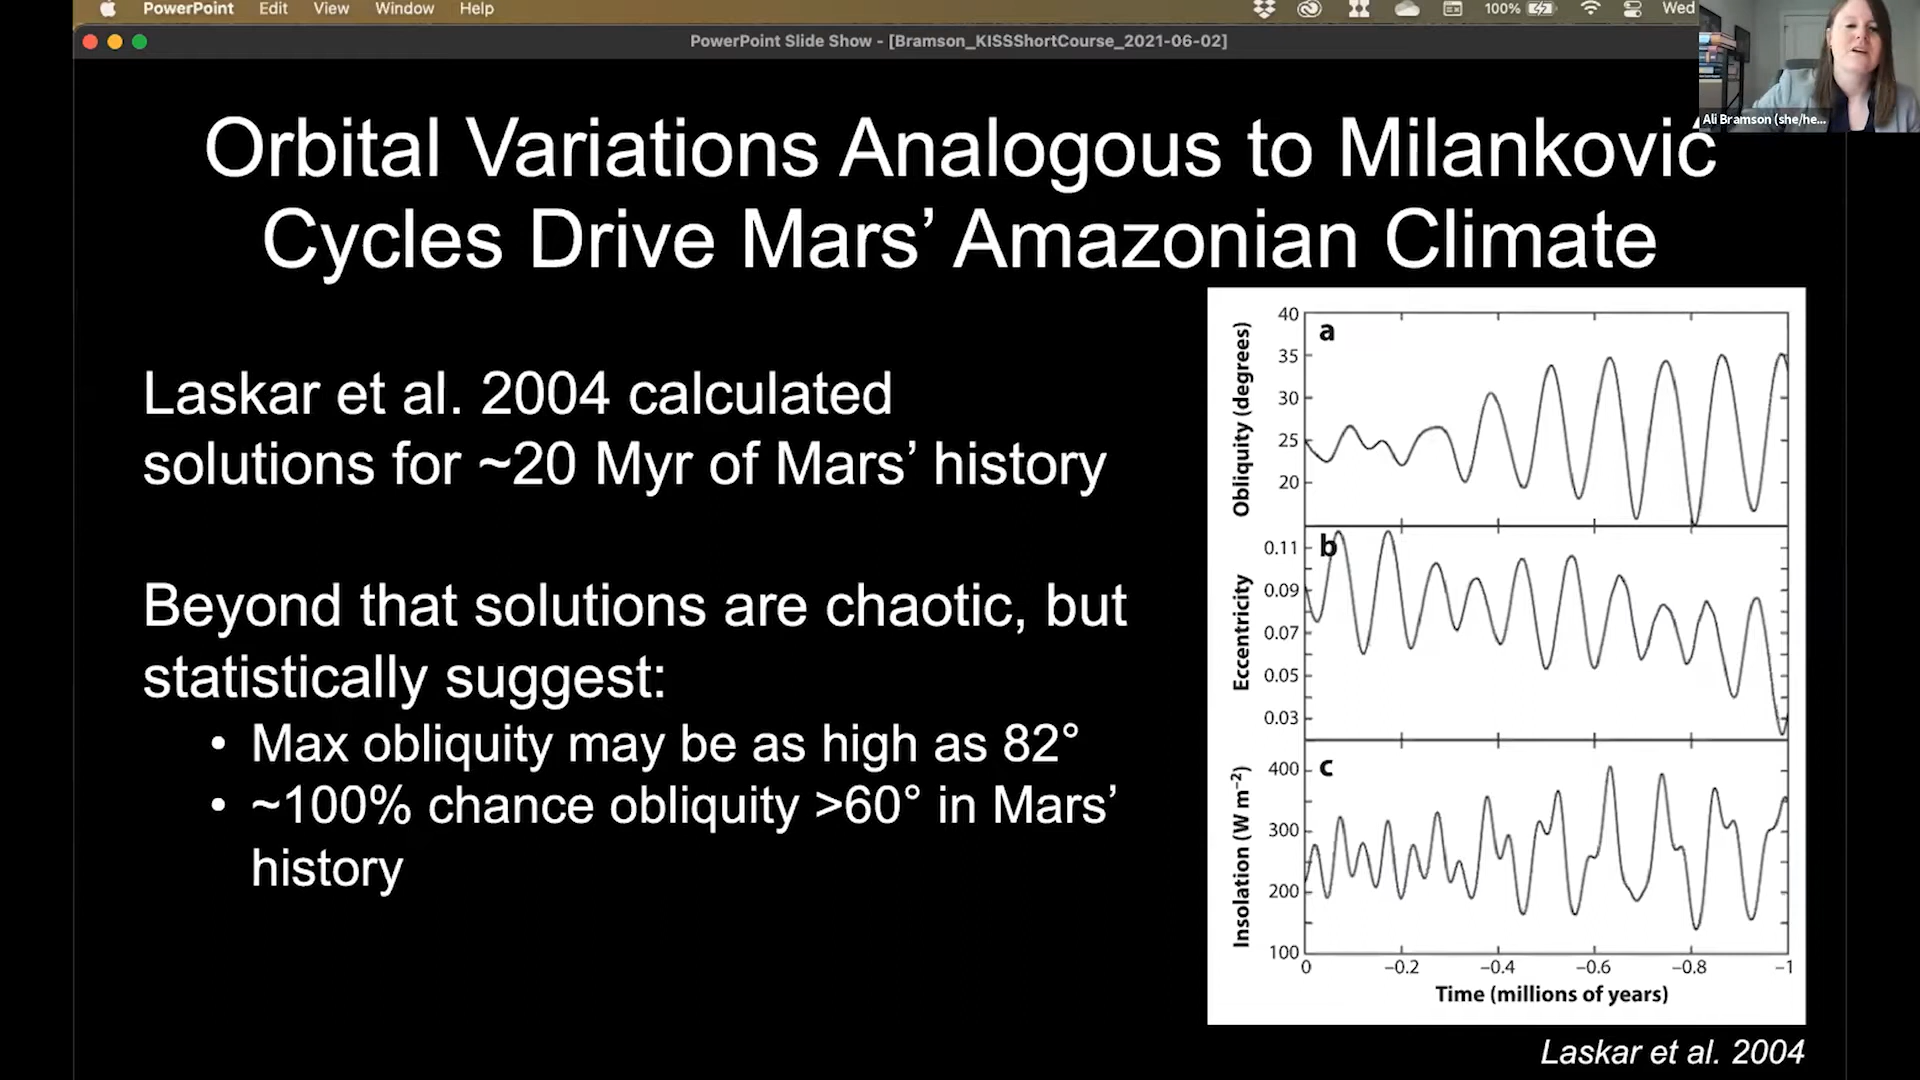 PowerPoint Edit View Window Help 100% Wed
PowerPoint Slide Show - [Bramson_KISSShortCourse_2021-06-02]
Ali Bramson (she/he...
Orbital Variations Analogous to Milanković
Cycles Drive Mars’ Amazonian Climate
Laskar et al. 2004 calculated
solutions for ~20 Myr of Mars’ history
Beyond that solutions are chaotic, but
statistically suggest:
• Max obliquity may be as high as 82°
• ~100% chance obliquity >60° in Mars’
history
a
Obliquity (degrees)
40
35
30
25
20
b
Eccentricity
0.11
0.09
0.07
0.05
0.03
c
Insolation (W m⁻²)
400
300
200
100
0 −0.2 −0.4 −0.6 −0.8 −1
Time (millions of years)
Laskar et al. 2004